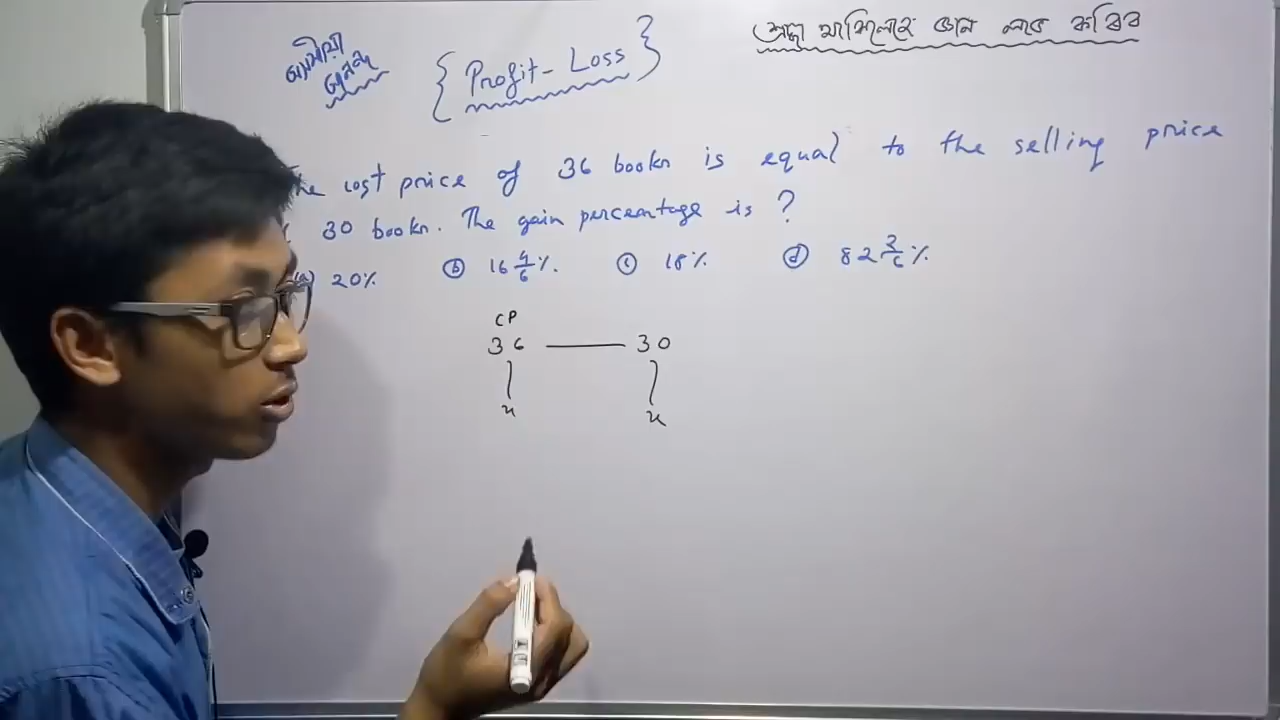 { Profit - Loss }
The cost price of 36 books is equal to the selling price
30 books. The gain percentage is ?
(a) 20% (b) 16 4/6 %. (c) 18% (d) 82 2/6 %
CP
36 30
x x